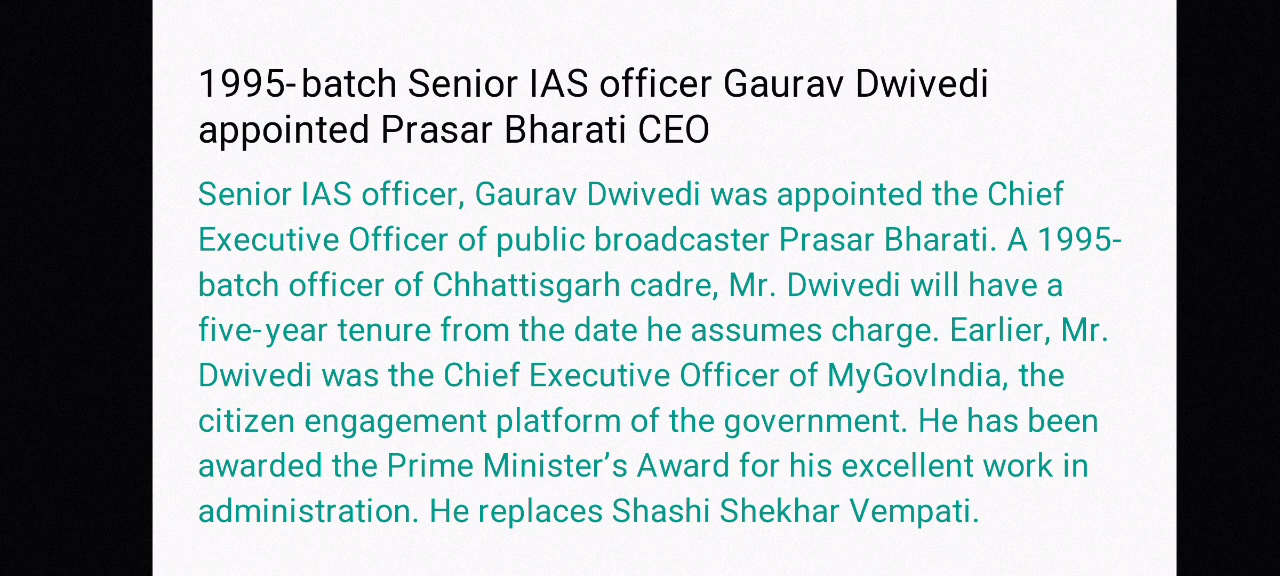 1995-batch Senior IAS officer Gaurav Dwivedi
appointed Prasar Bharati CEO
Senior IAS officer, Gaurav Dwivedi was appointed the Chief
Executive Officer of public broadcaster Prasar Bharati. A 1995-
batch officer of Chhattisgarh cadre, Mr. Dwivedi will have a
five-year tenure from the date he assumes charge. Earlier, Mr.
Dwivedi was the Chief Executive Officer of MyGovIndia, the
citizen engagement platform of the government. He has been
awarded the Prime Minister’s Award for his excellent work in
administration. He replaces Shashi Shekhar Vempati.